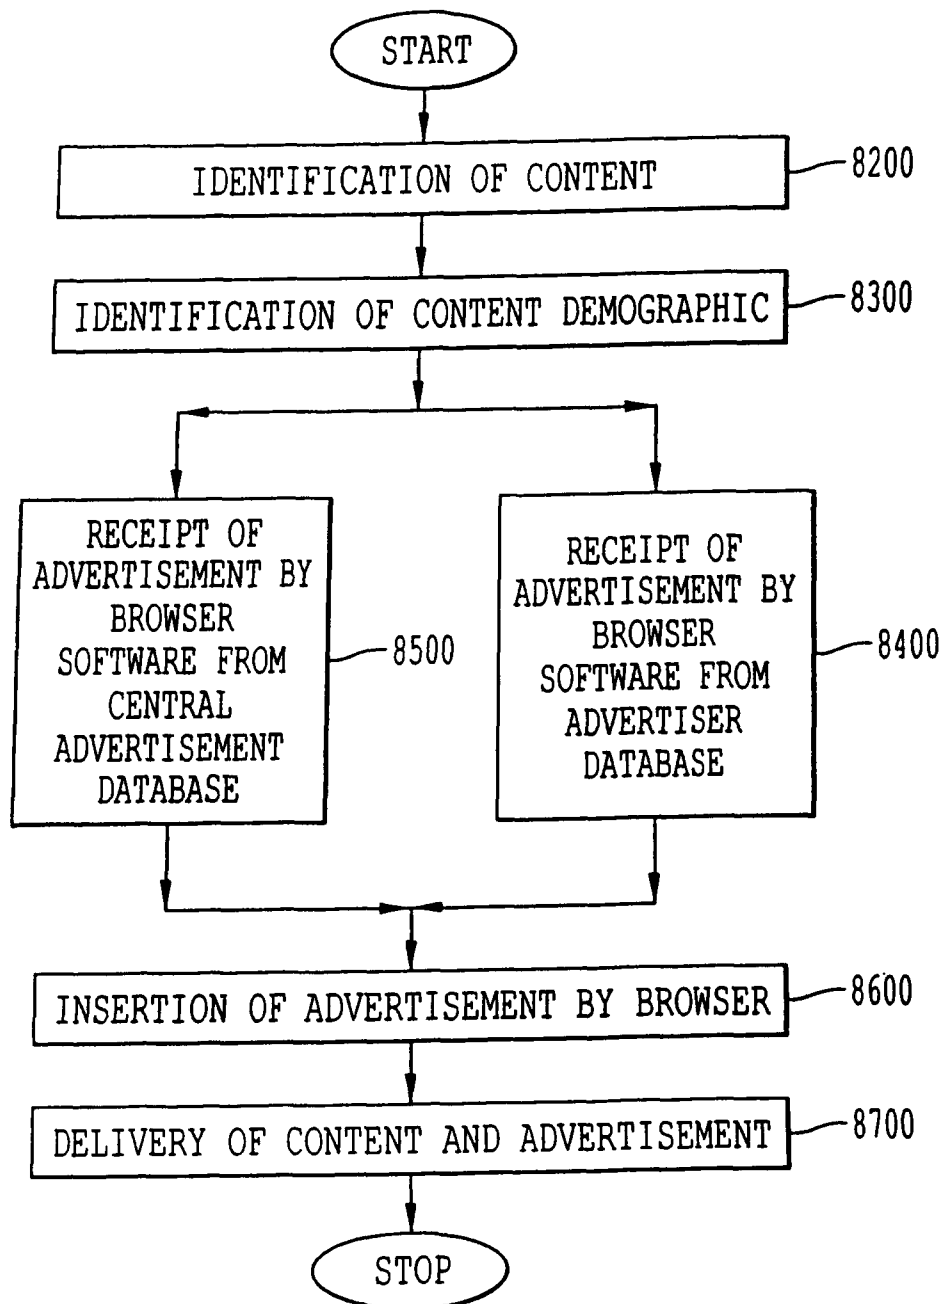 START
IDENTIFICATION OF CONTENT
8200
IDENTIFICATION OF CONTENT DEMOGRAPHIC
8300
RECEIPT OF
ADVERTISEMENT BY
BROWSER
SOFTWARE FROM
CENTRAL
ADVERTISEMENT
DATABASE
8500
RECEIPT OF
ADVERTISEMENT BY
BROWSER
SOFTWARE FROM
ADVERTISER
DATABASE
8400
INSERTION OF ADVERTISEMENT BY BROWSER
8600
DELIVERY OF CONTENT AND ADVERTISEMENT
8700
STOP